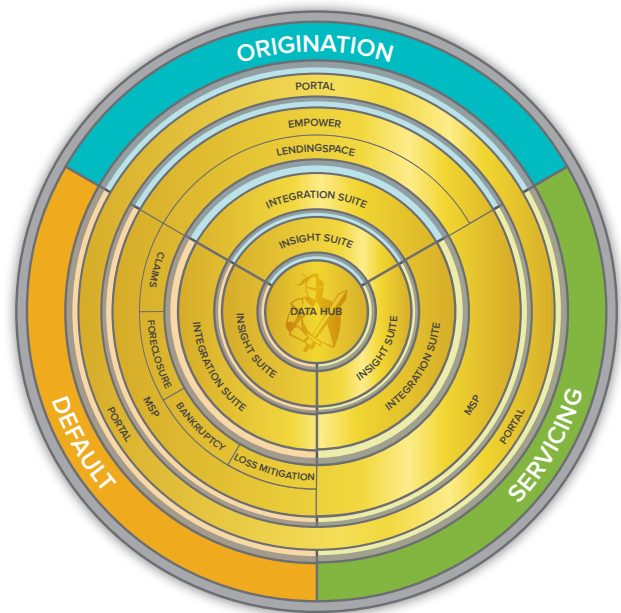 ORIGINATION
PORTAL
EMPOWER
LENDINGSPACE
INTEGRATION SUITE
INSIGHT SUITE
DATA HUB
DEFAULT
PORTAL
MSP
CLAIMS
FORECLOSURE
BANKRUPTCY
LOSS MITIGATION
INTEGRATION SUITE
INSIGHT SUITE
INSIGHT SUITE
INTEGRATION SUITE
MSP
PORTAL
SERVICING